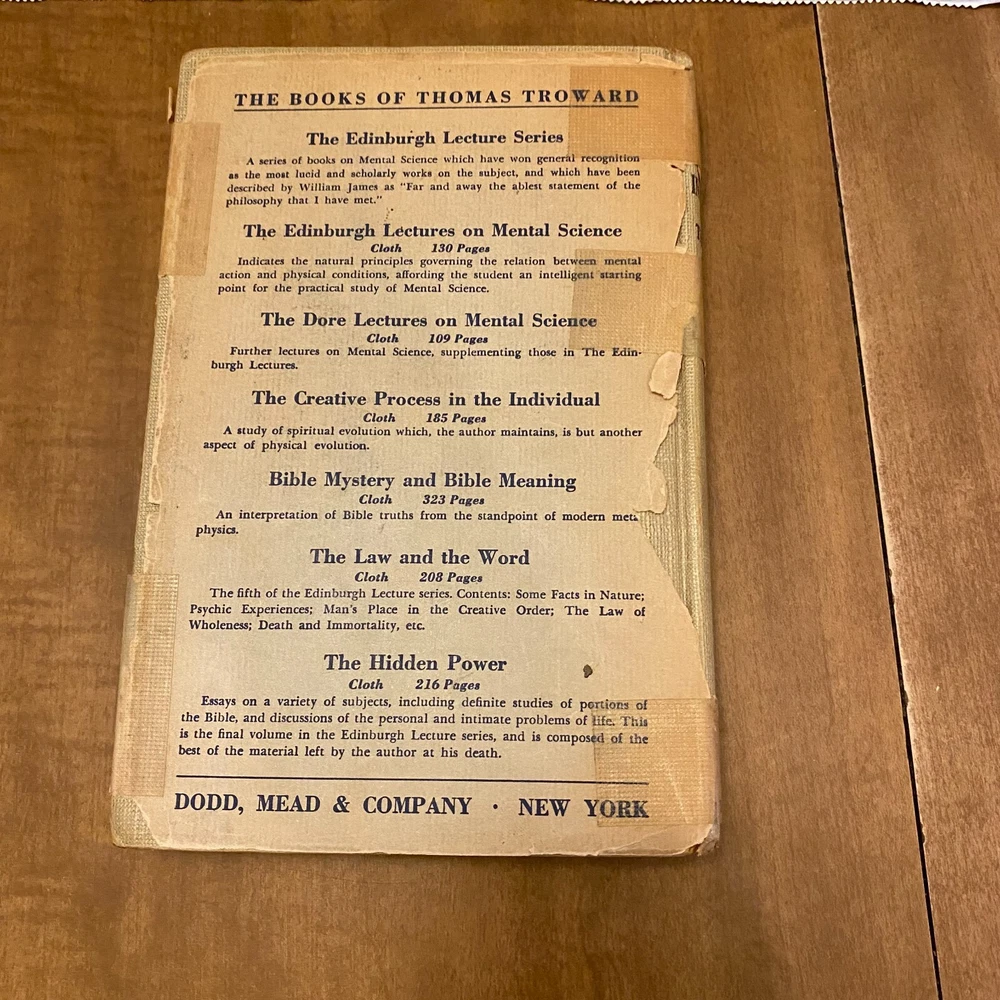 THE BOOKS OF THOMAS TROWARD
The Edinburgh Lecture Series
A series of books on Mental Science which have won general recognition
as the most lucid and scholarly works on the subject, and which have been
described by William James as "Far and away the ablest statement of the
philosophy that I have met."
The Edinburgh Lectures on Mental Science
Cloth 130 Pages
Indicates the natural principles governing the relation between mental
action and physical conditions, affording the student an intelligent starting
point for the practical study of Mental Science.
The Dore Lectures on Mental Science
Cloth 109 Pages
Further lectures on Mental Science, supplementing those in The Edin-
burgh Lectures.
The Creative Process in the Individual
Cloth 185 Pages
A study of spiritual evolution which, the author maintains, is but another
aspect of physical evolution.
Bible Mystery and Bible Meaning
Cloth 323 Pages
An interpretation of Bible truths from the standpoint of modern meta
physics.
The Law and the Word
Cloth 208 Pages
The fifth of the Edinburgh Lecture series. Contents: Some Facts in Nature;
Psychic Experiences; Man's Place in the Creative Order; The Law of
Wholeness; Death and Immortality, etc.
The Hidden Power
Cloth 216 Pages
Essays on a variety of subjects, including definite studies of portions of
the Bible, and discussions of the personal and intimate problems of life. This
is the final volume in the Edinburgh Lecture series, and is composed of the
best of the material left by the author at his death.
DODD, MEAD & COMPANY · NEW YORK